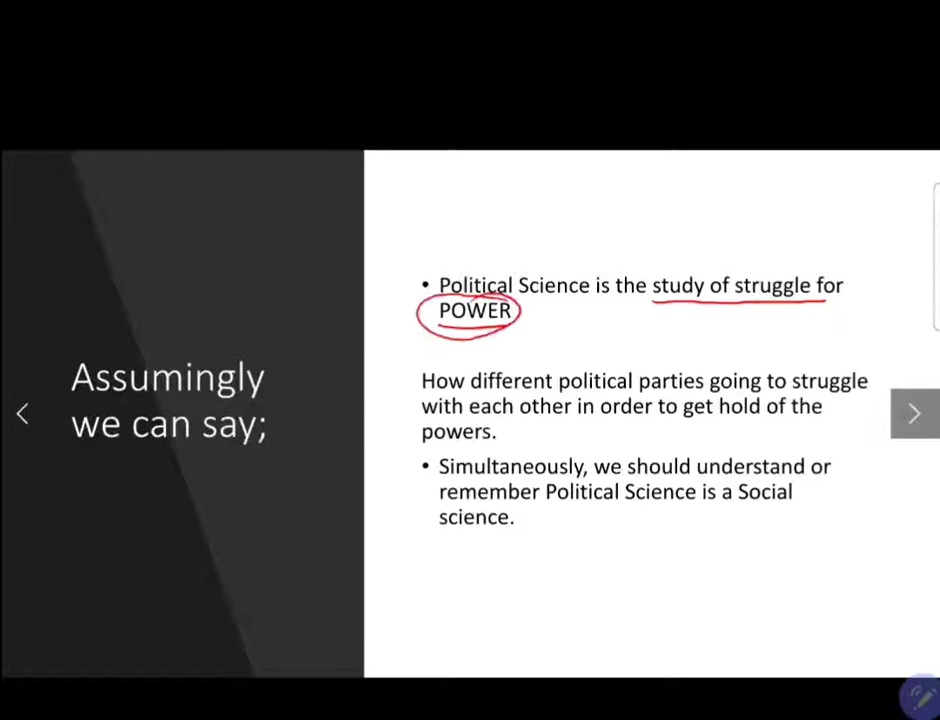 Assumingly
we can say;
• Political Science is the study of struggle for
POWER
How different political parties going to struggle
with each other in order to get hold of the
powers.
• Simultaneously, we should understand or
remember Political Science is a Social
science.